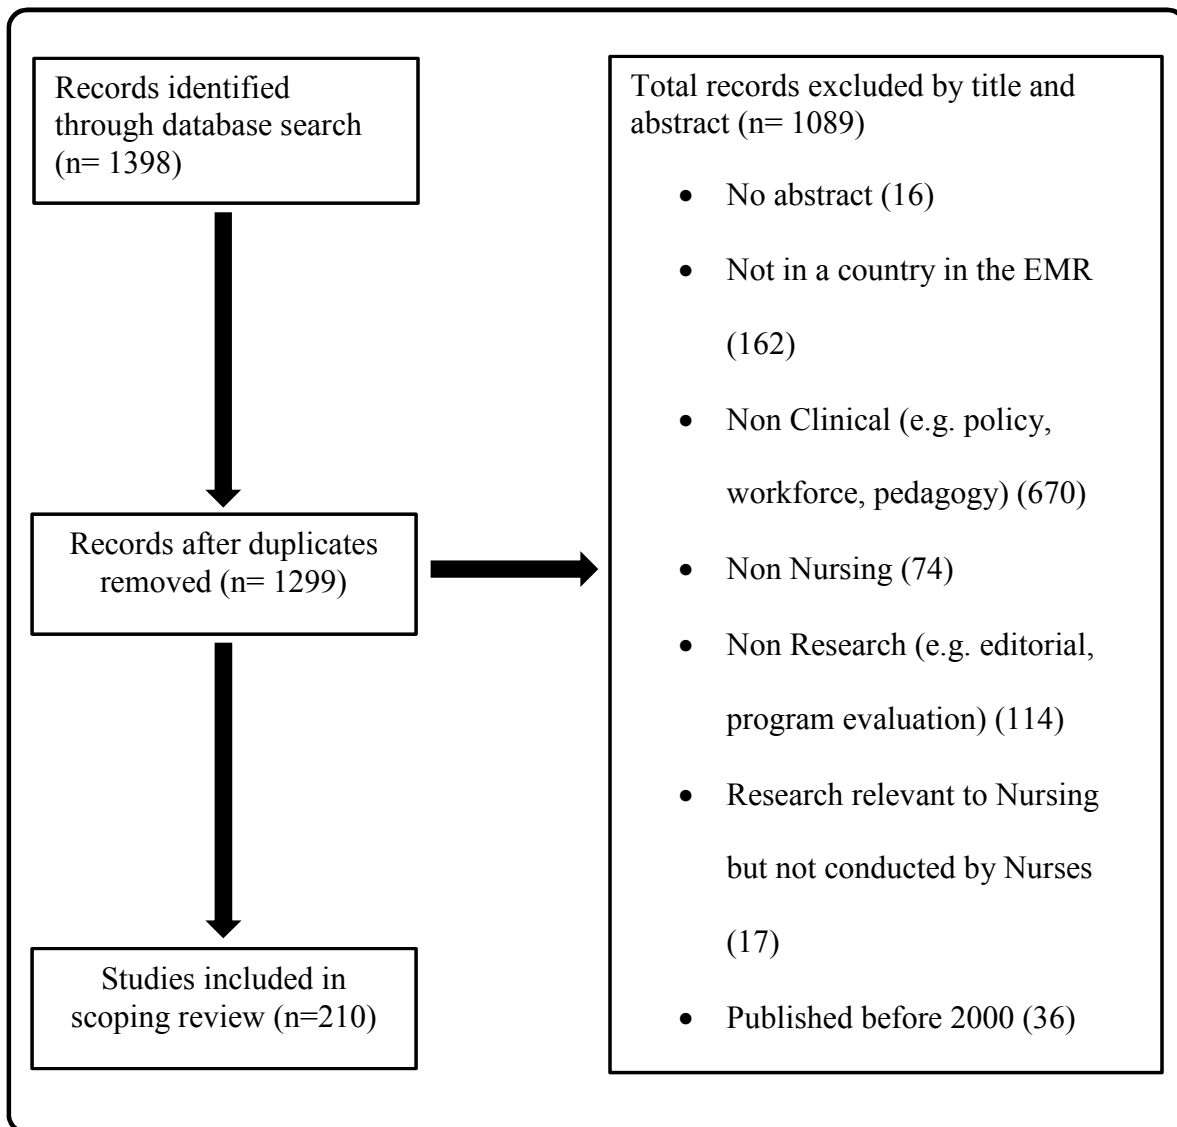 Records identified
through database search
(n= 1398)
Records after duplicates
removed (n= 1299)
Studies included in
scoping review (n=210)
Total records excluded by title and
abstract (n= 1089)
• No abstract (16)
• Not in a country in the EMR
(162)
• Non Clinical (e.g. policy,
workforce, pedagogy) (670)
• Non Nursing (74)
• Non Research (e.g. editorial,
program evaluation) (114)
• Research relevant to Nursing
but not conducted by Nurses
(17)
• Published before 2000 (36)